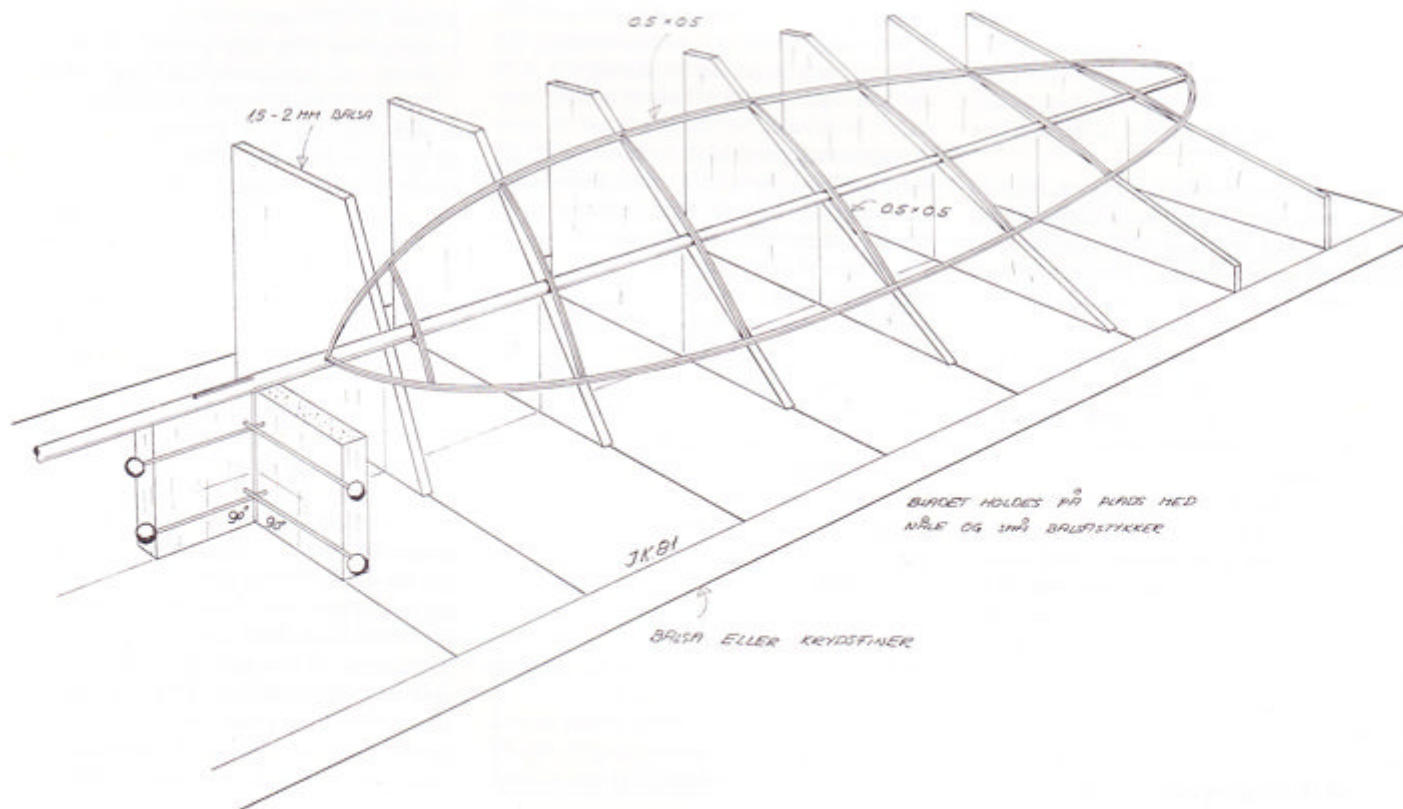 0.5 × 0.5
1.5 - 2 MM BALSA
0.5 × 0.5
90° 90°
BLADET HOLDES PÅ PLADS MED
NÅLE OG SMÅ BALSASTYKKER
J.K. 81
BALSA ELLER KRYDSFINER